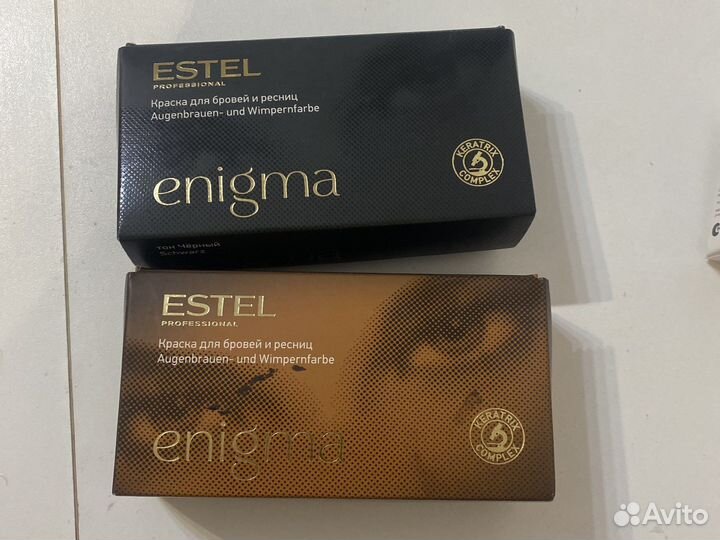 ESTEL
PROFESSIONAL
Краска для бровей и ресниц
Augenbrauen- und Wimpernfarbe
enigma
KERATRIX
COMPLEX
тон Чёрный
Schwarz
ESTEL
ESTEL
PROFESSIONAL
Краска для бровей и ресниц
Augenbrauen- und Wimpernfarbe
enigma
KERATRIX
COMPLEX
Avito